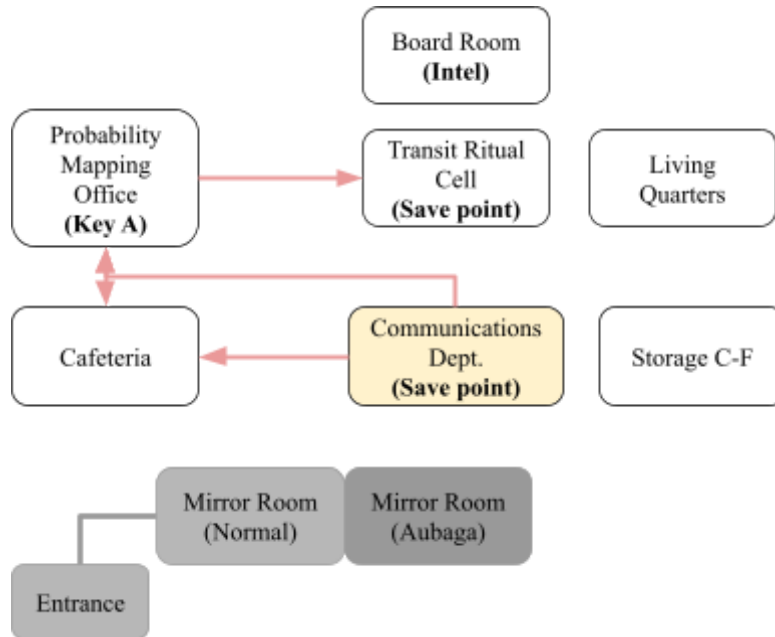 Board Room
(Intel)
Probability
Mapping
Office
(Key A)
Transit Ritual
Cell
(Save point)
Living
Quarters
Cafeteria
Communications
Dept.
(Save point)
Storage C-F
Mirror Room
(Normal)
Mirror Room
(Aubaga)
Entrance